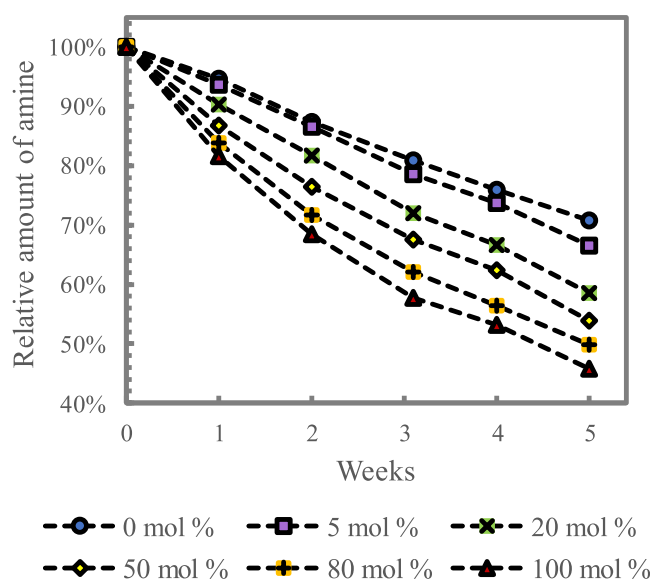 Relative amount of amine
100%
90%
80%
70%
60%
50%
40%
0 1 2 3 4 5
Weeks
0 mol % 5 mol % 20 mol %
50 mol % 80 mol % 100 mol %